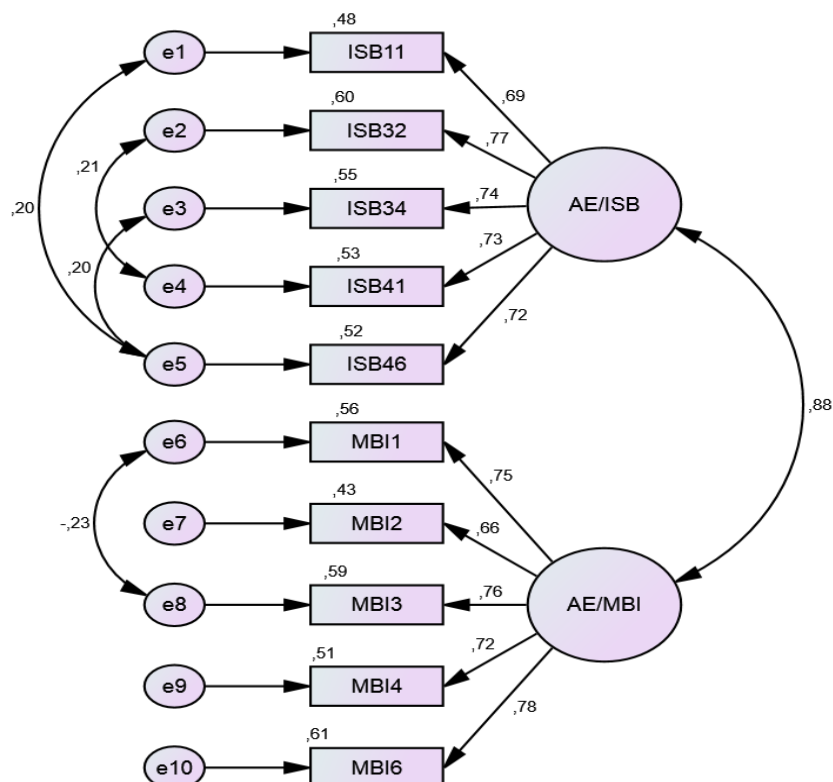 ,48
e1
ISB11
,69
,60
e2
ISB32
,77
,21
,55
e3
ISB34
,74
AE/ISB
,20
,73
,20
,53
e4
ISB41
,52
,72
e5
ISB46
,88
,56
e6
MBI1
,75
,43
-,23
e7
MBI2
,66
,59
e8
MBI3
,76
AE/MBI
,72
,51
e9
MBI4
,78
,61
e10
MBI6